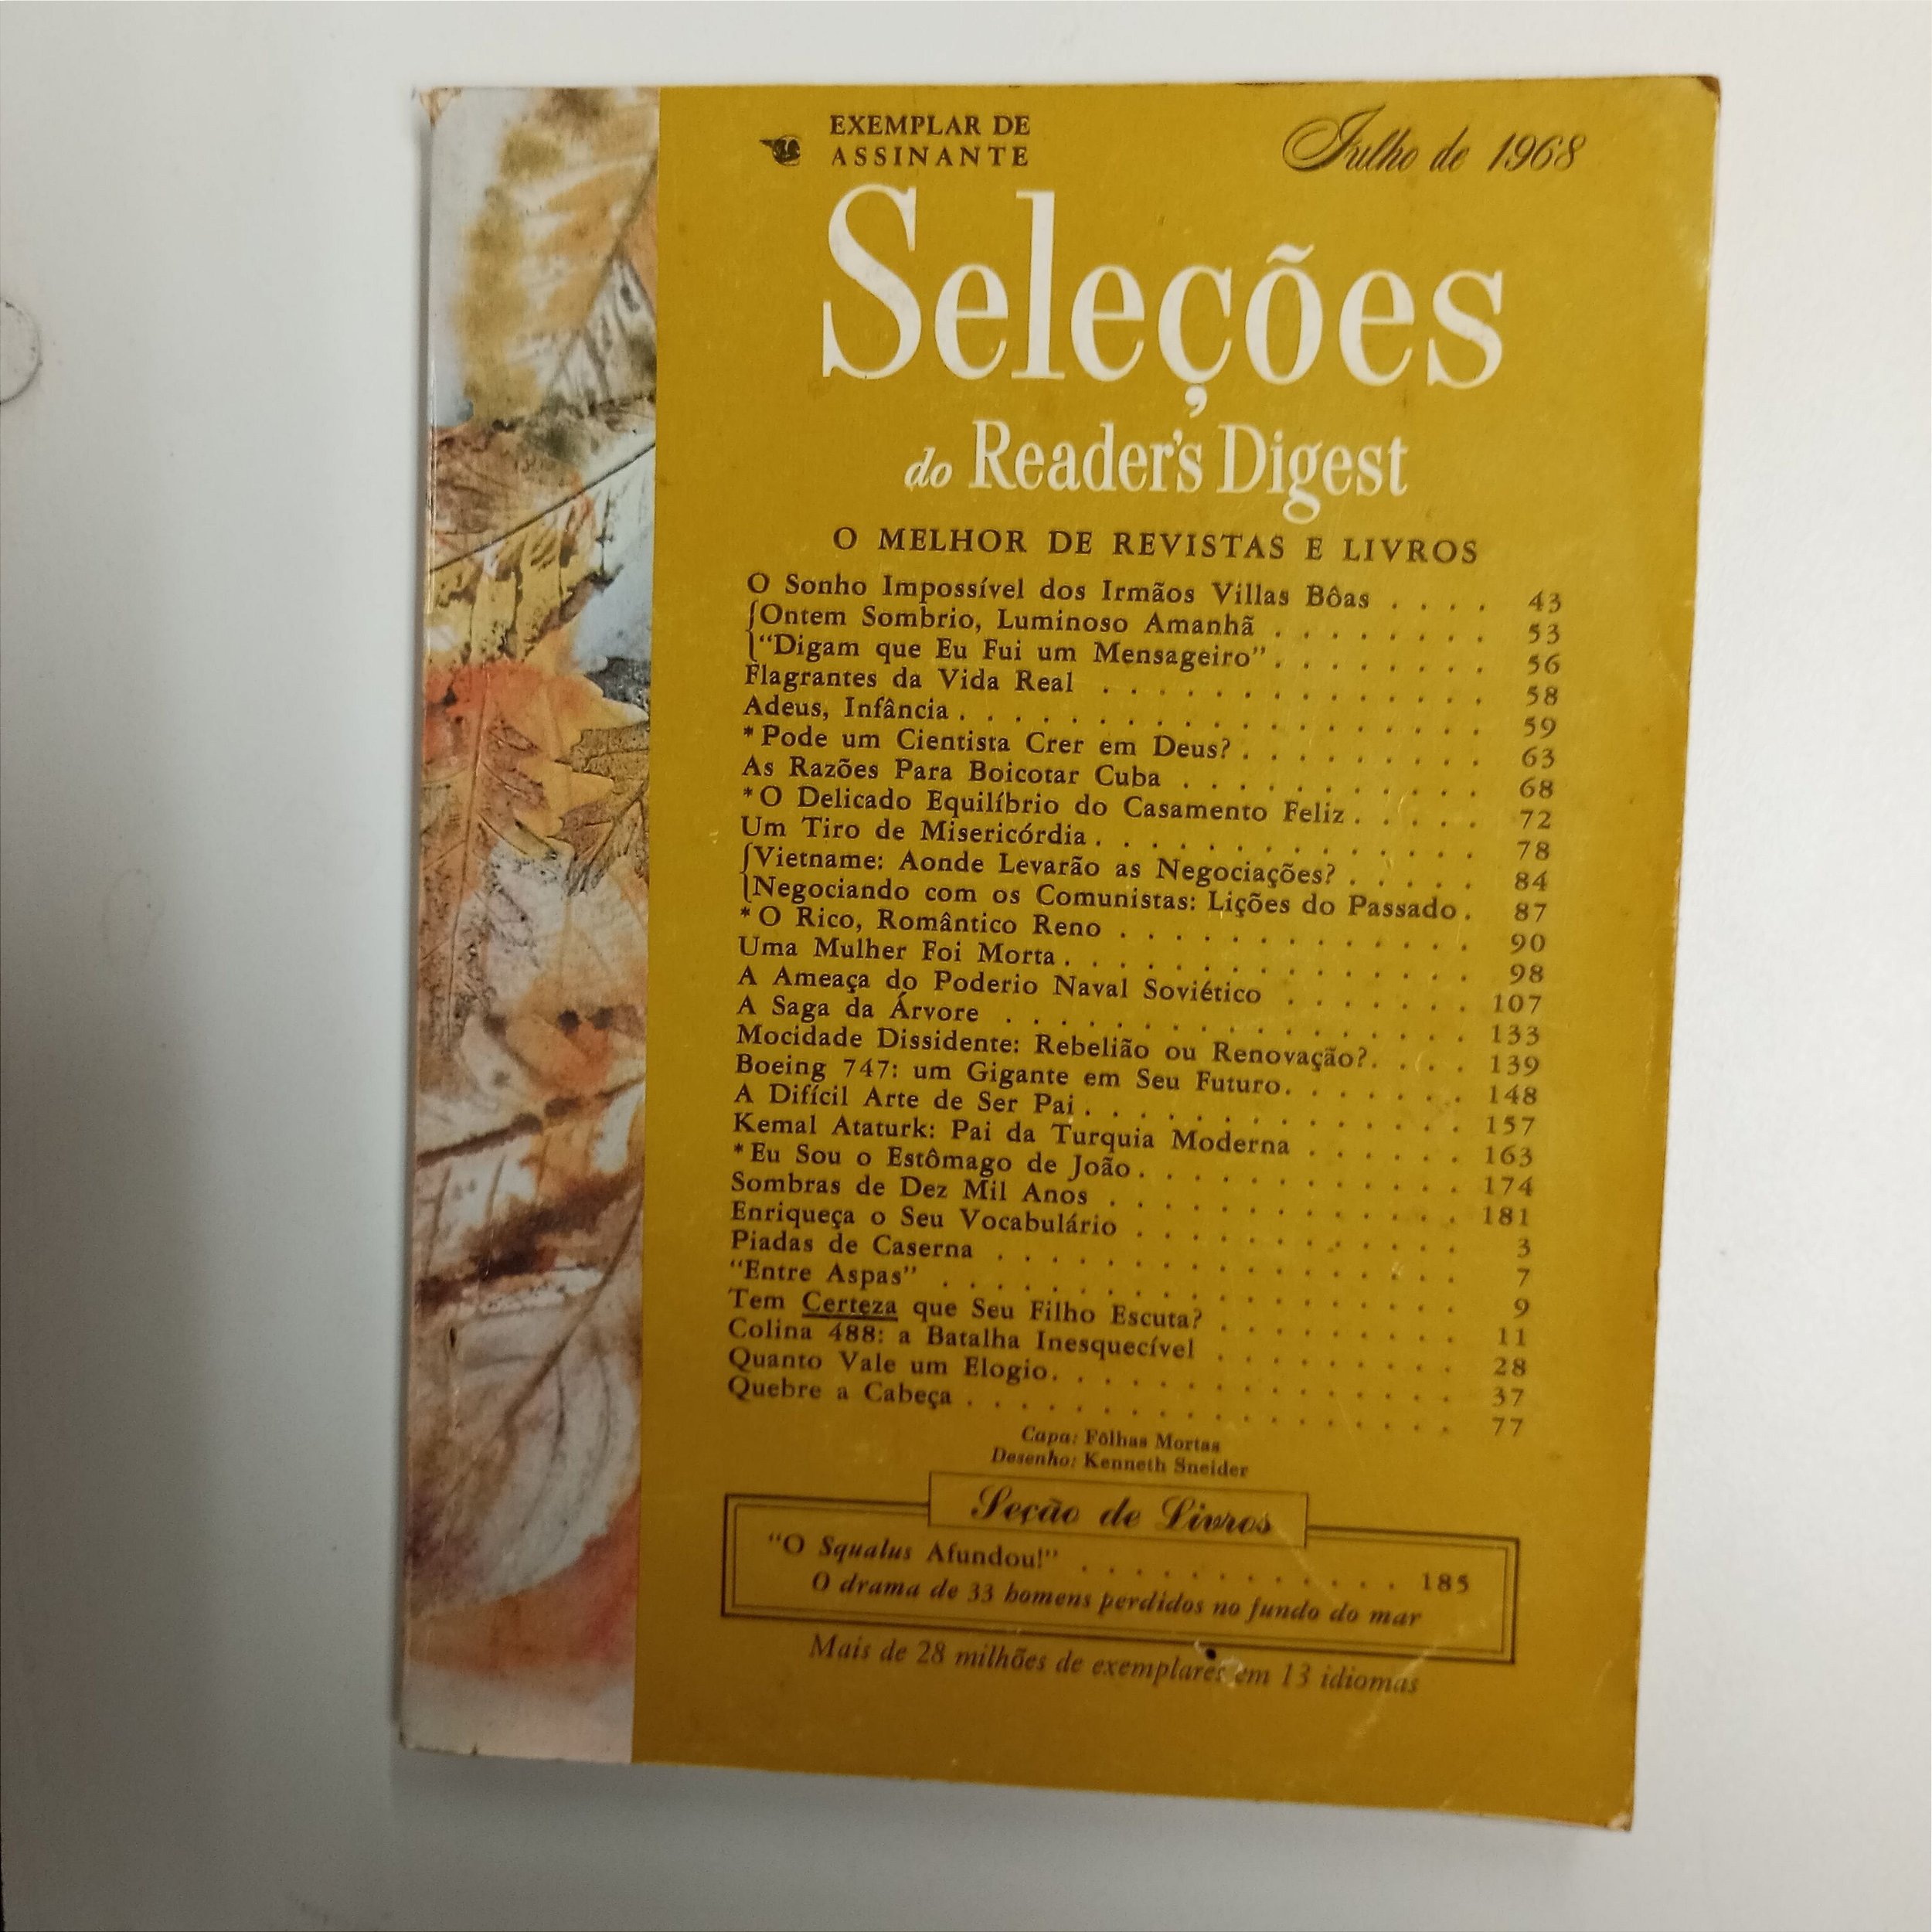 EXEMPLAR DE
ASSINANTE
Julho de 1968
Seleções
do Reader's Digest
O MELHOR DE REVISTAS E LIVROS
O Sonho Impossível dos Irmãos Villas Bôas . . . . 43
Ontem Sombrio, Luminoso Amanhã . . . . . . . . 53
"Digam que Eu Fui um Mensageiro" . . . . . . . . 56
Flagrantes da Vida Real . . . . . . . . . . . . . . 58
Adeus, Infância . . . . . . . . . . . . . . . . . . . 59
*Pode um Cientista Crer em Deus? . . . . . . . . . 63
As Razões Para Boicotar Cuba . . . . . . . . . . . 68
*O Delicado Equilíbrio do Casamento Feliz . . . . . 72
Um Tiro de Misericórdia . . . . . . . . . . . . . . 78
Vietname: Aonde Levarão as Negociações? . . . . . 84
Negociando com os Comunistas: Lições do Passado . 87
*O Rico, Romântico Reno . . . . . . . . . . . . . 90
Uma Mulher Foi Morta . . . . . . . . . . . . . . . 98
A Ameaça do Poderio Naval Soviético . . . . . . . 107
A Saga da Árvore . . . . . . . . . . . . . . . . . 133
Mocidade Dissidente: Rebelião ou Renovação? . . . . 139
Boeing 747: um Gigante em Seu Futuro . . . . . . . 148
A Difícil Arte de Ser Pai . . . . . . . . . . . . . . 157
Kemal Ataturk: Pai da Turquia Moderna . . . . . . 163
*Eu Sou o Estômago de João . . . . . . . . . . . . 174
Sombras de Dez Mil Anos . . . . . . . . . . . . . 181
Enriqueça o Seu Vocabulário . . . . . . . . . . . . 3
Piadas de Caserna . . . . . . . . . . . . . . . . . 7
"Entre Aspas" . . . . . . . . . . . . . . . . . . . 9
Tem Certeza que Seu Filho Escuta? . . . . . . . . . 11
Colina 488: a Batalha Inesquecível . . . . . . . . . 28
Quanto Vale um Elogio . . . . . . . . . . . . . . . 37
Quebre a Cabeça . . . . . . . . . . . . . . . . . . 77
Capa: Fôlhas Mortas
Desenho: Kenneth Sneider
Seção de Livros
"O Squalus Afundou!" . . . . . . . . . . . . 185
O drama de 33 homens perdidos no fundo do mar
Mais de 28 milhões de exemplares em 13 idiomas